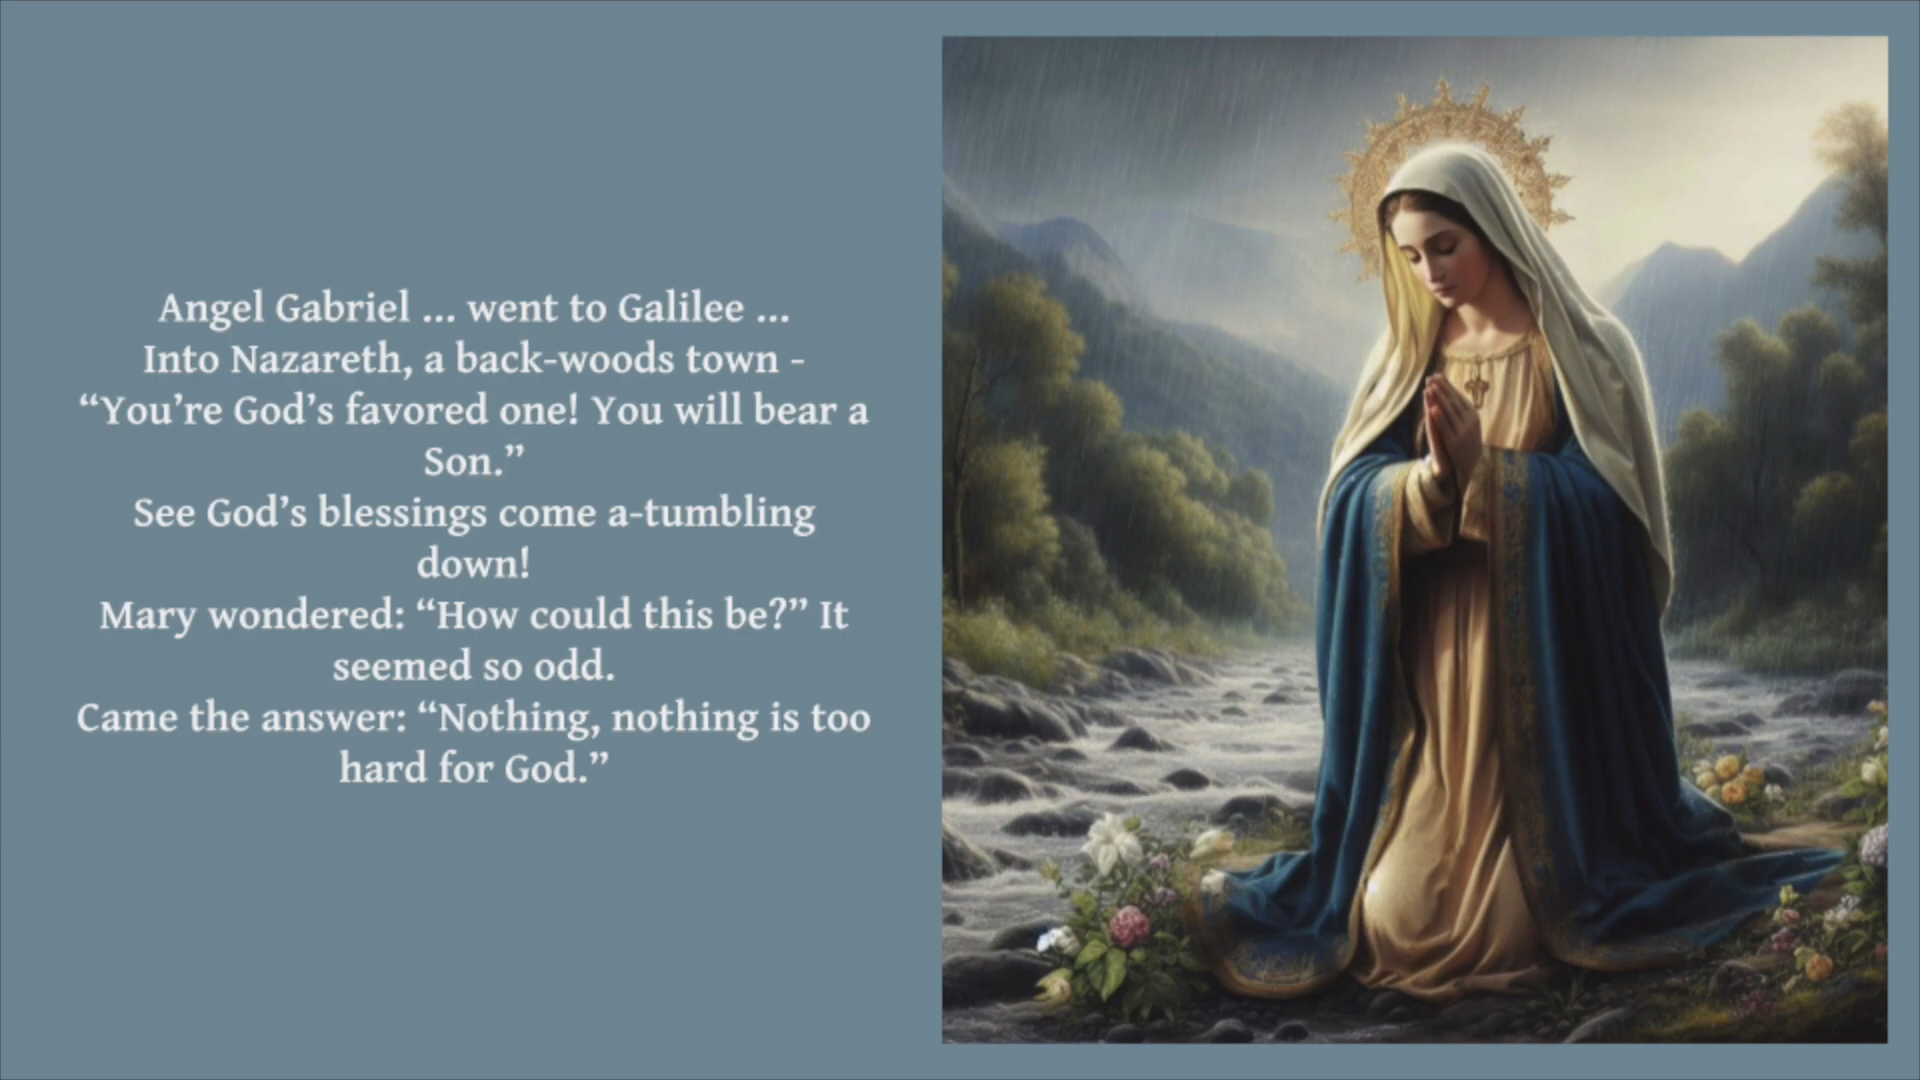 Angel Gabriel ... went to Galilee ...
Into Nazareth, a back-woods town -
“You’re God’s favored one! You will bear a
Son.”
See God’s blessings come a-tumbling
down!
Mary wondered: “How could this be?” It
seemed so odd.
Came the answer: “Nothing, nothing is too
hard for God.”